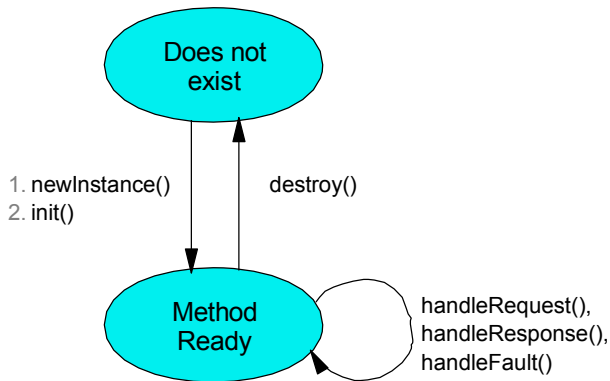 Does not
exist
1. newInstance()
2. init()
destroy()
Method
Ready
handleRequest(),
handleResponse(),
handleFault()